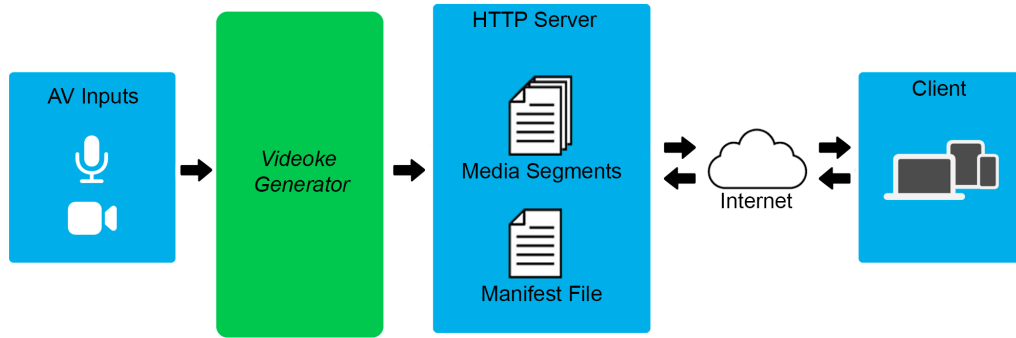 AV Inputs
Videoke
Generator
HTTP Server
Media Segments
Manifest File
Internet
Client